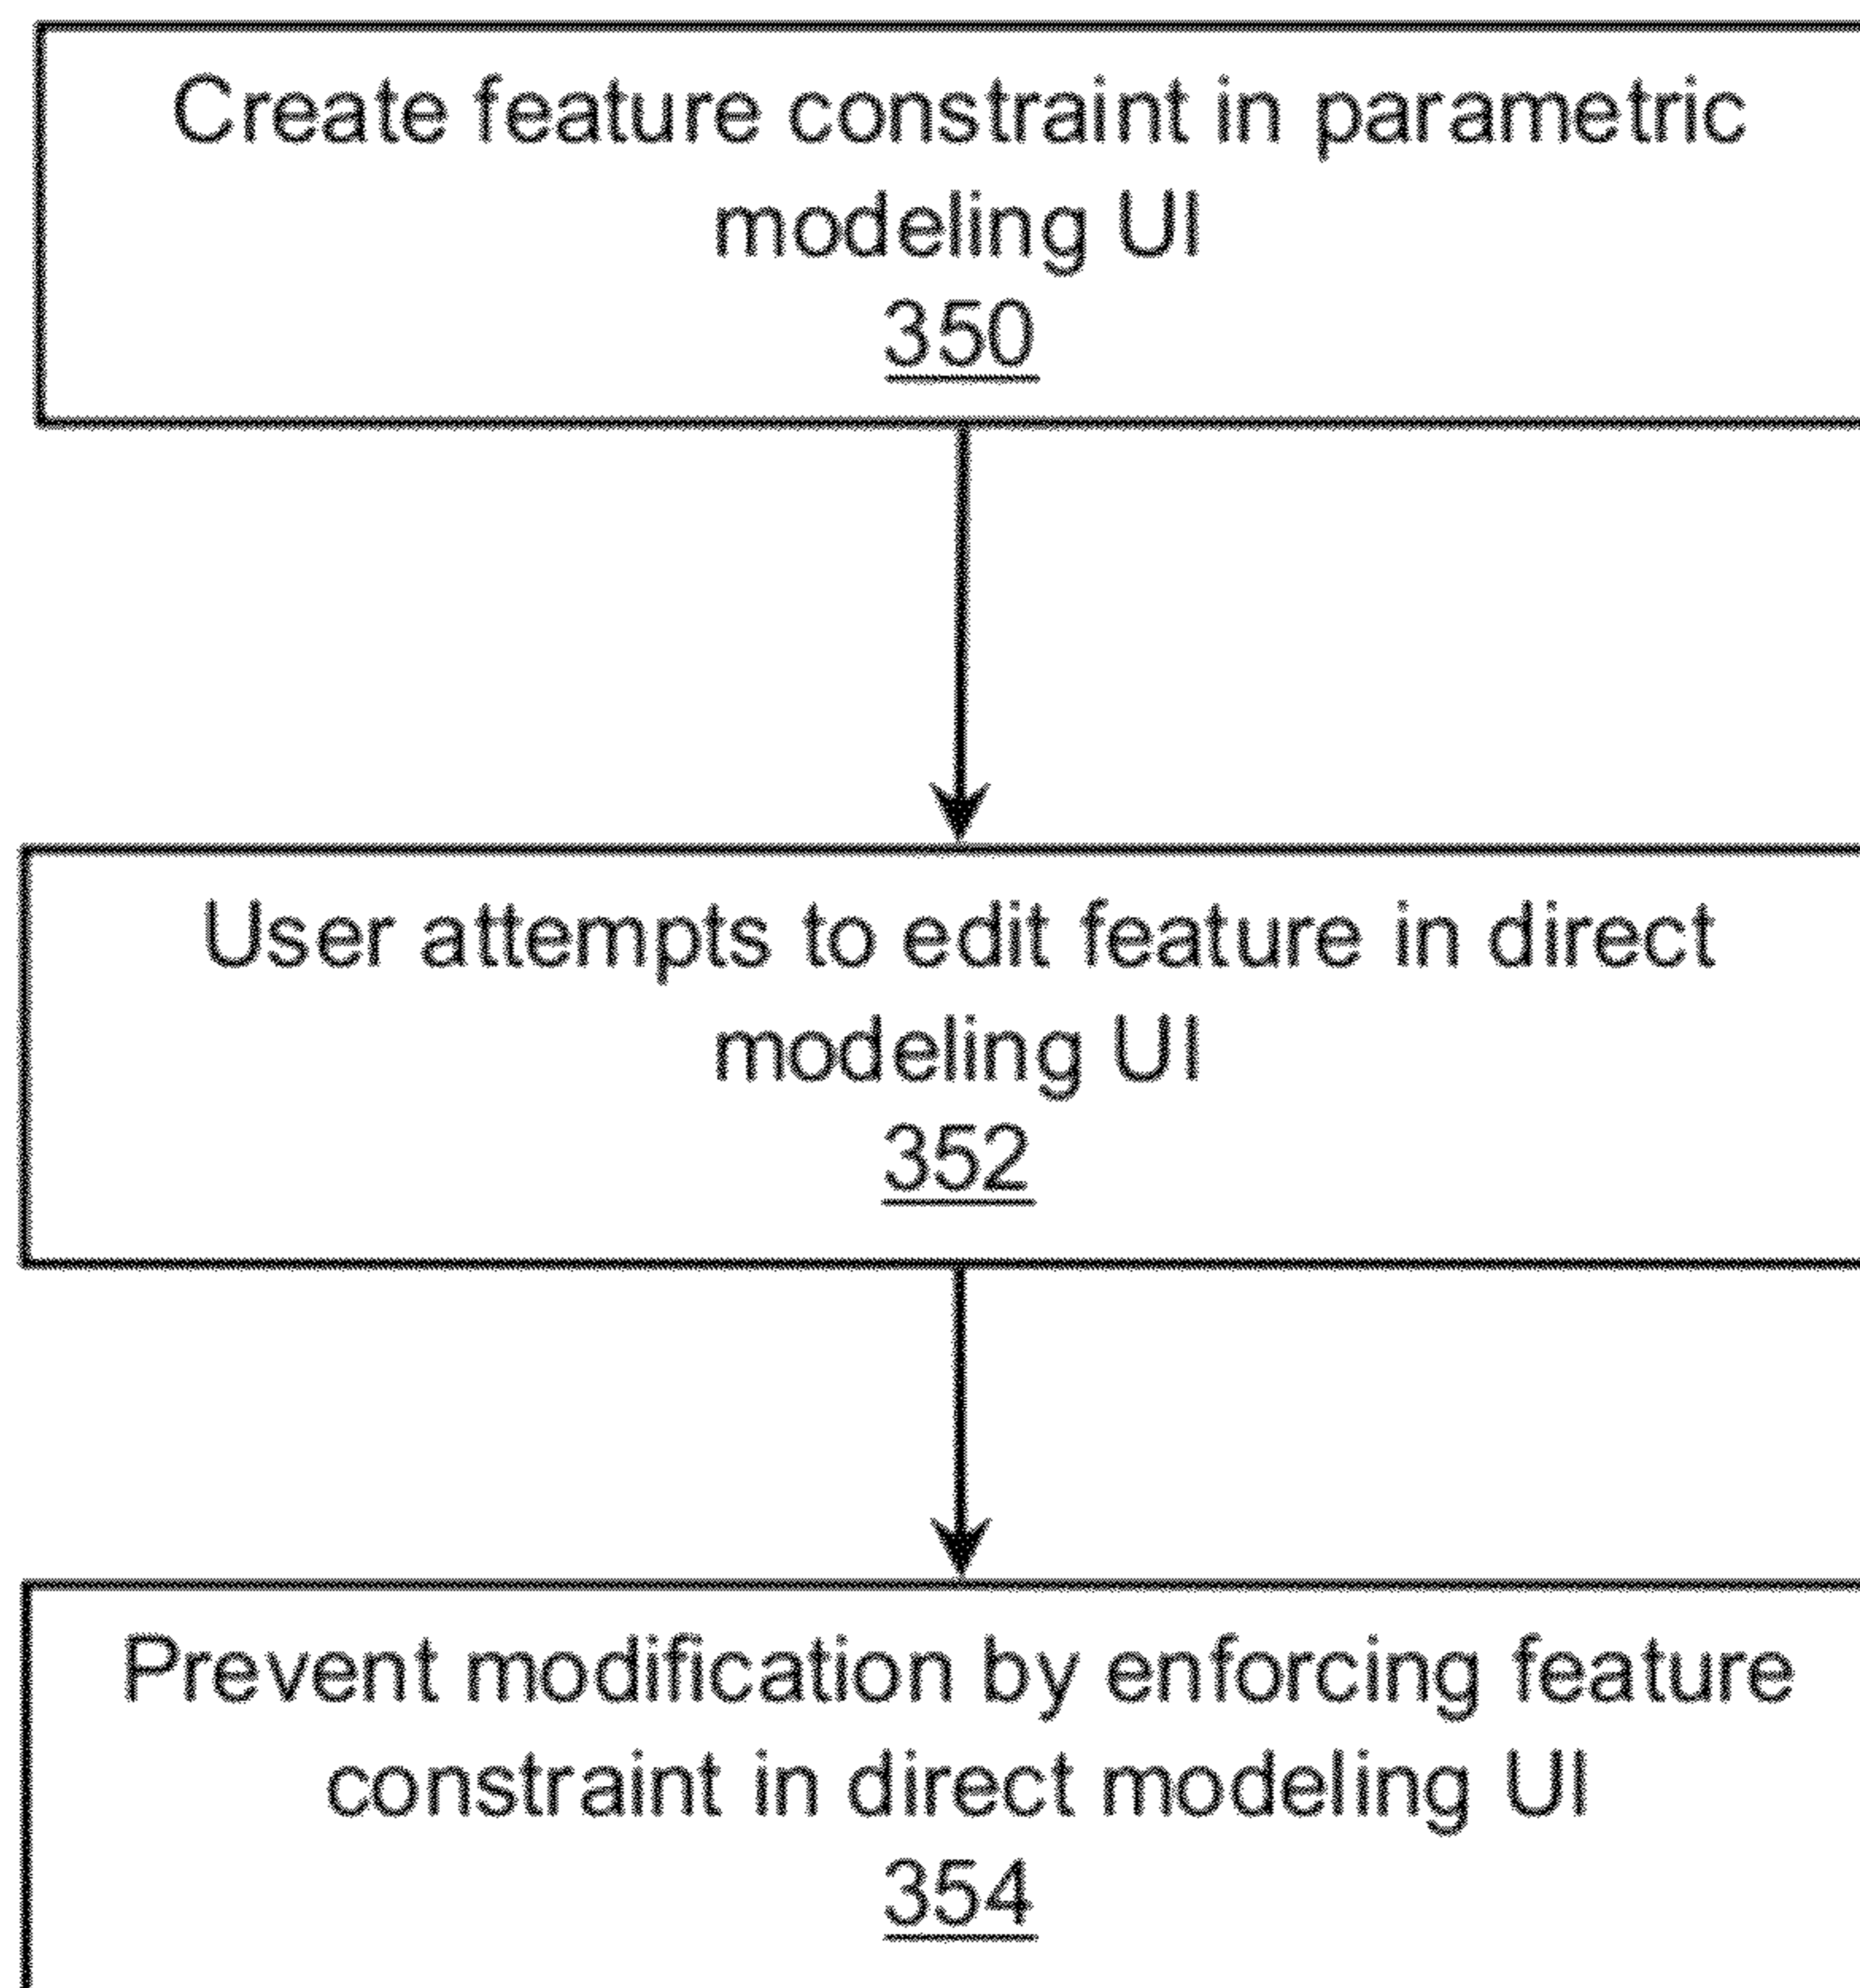 Create feature constraint in parametric
modeling UI
350
User attempts to edit feature in direct
modeling UI
352
Prevent modification by enforcing feature
constraint in direct modeling UI
354